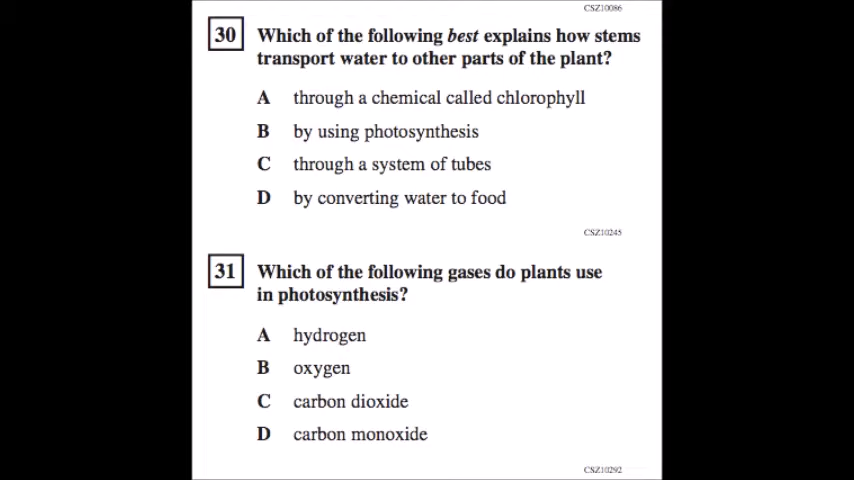 CSZ10086
30 Which of the following best explains how stems
transport water to other parts of the plant?
A through a chemical called chlorophyll
B by using photosynthesis
C through a system of tubes
D by converting water to food
CSZ10245
31 Which of the following gases do plants use
in photosynthesis?
A hydrogen
B oxygen
C carbon dioxide
D carbon monoxide
CSZ10292